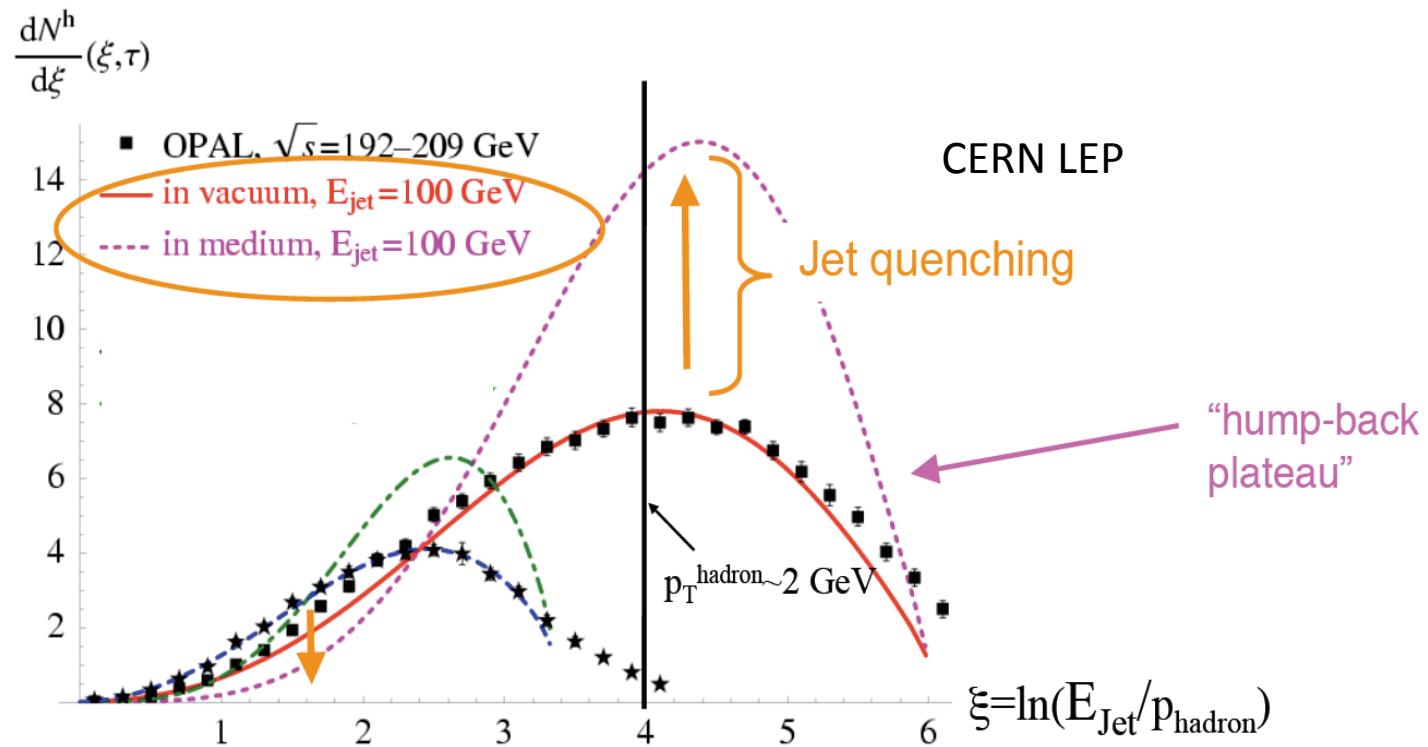 dN^h
dξ
(ξ,τ)
OPAL, √s=192–209 GeV
in vacuum, E_jet=100 GeV
in medium, E_jet=100 GeV
CERN LEP
Jet quenching
“hump-back
plateau”
p_T^hadron~2 GeV
14
12
10
8
6
4
2
1 2 3 4 5 6
ξ=ln(E_Jet/p_hadron)